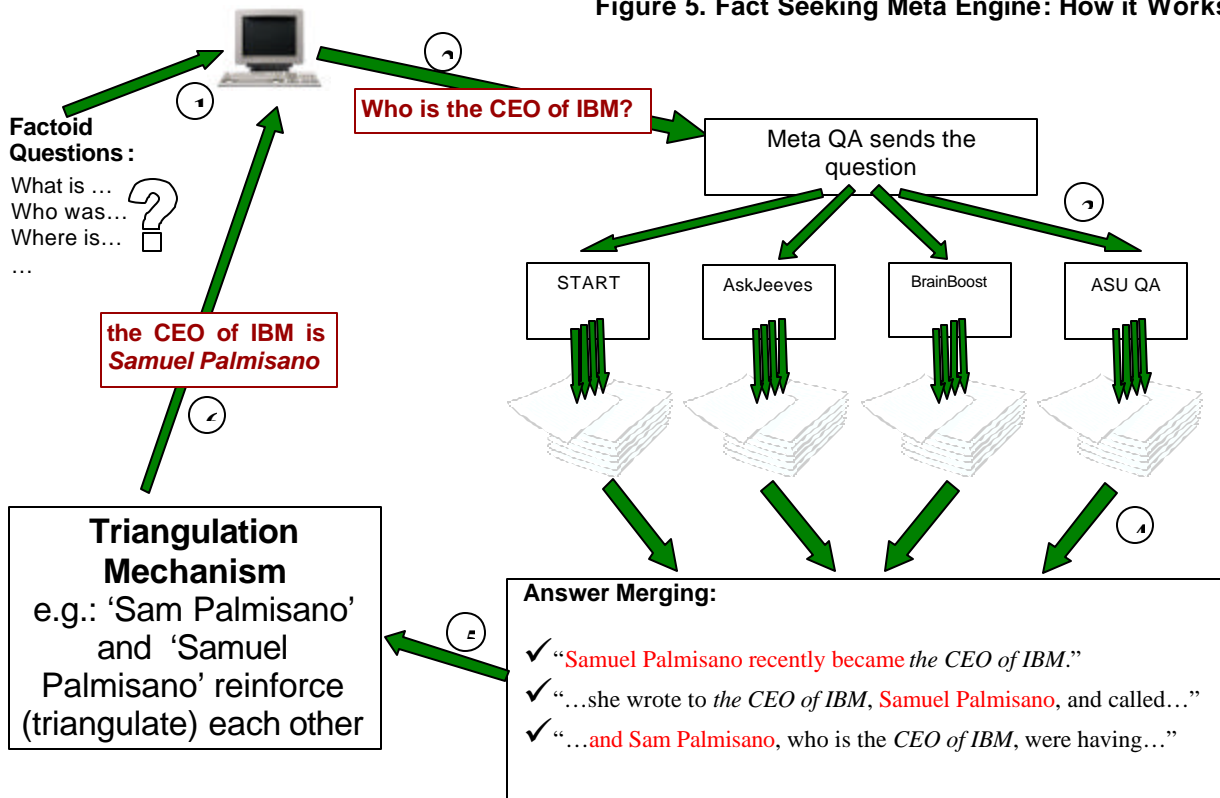 Figure 5. Fact Seeking Meta Engine: How it Works
Factoid
Questions:
What is …
Who was…
Where is…
…
Who is the CEO of IBM?
Meta QA sends the
question
START
AskJeeves
BrainBoost
ASU QA
the CEO of IBM is
Samuel Palmisano
Triangulation
Mechanism
e.g.: ‘Sam Palmisano’
and ‘Samuel
Palmisano’ reinforce
(triangulate) each other
Answer Merging:
“Samuel Palmisano recently became the CEO of IBM.”
“…she wrote to the CEO of IBM, Samuel Palmisano, and called…”
“…and Sam Palmisano, who is the CEO of IBM, were having…”